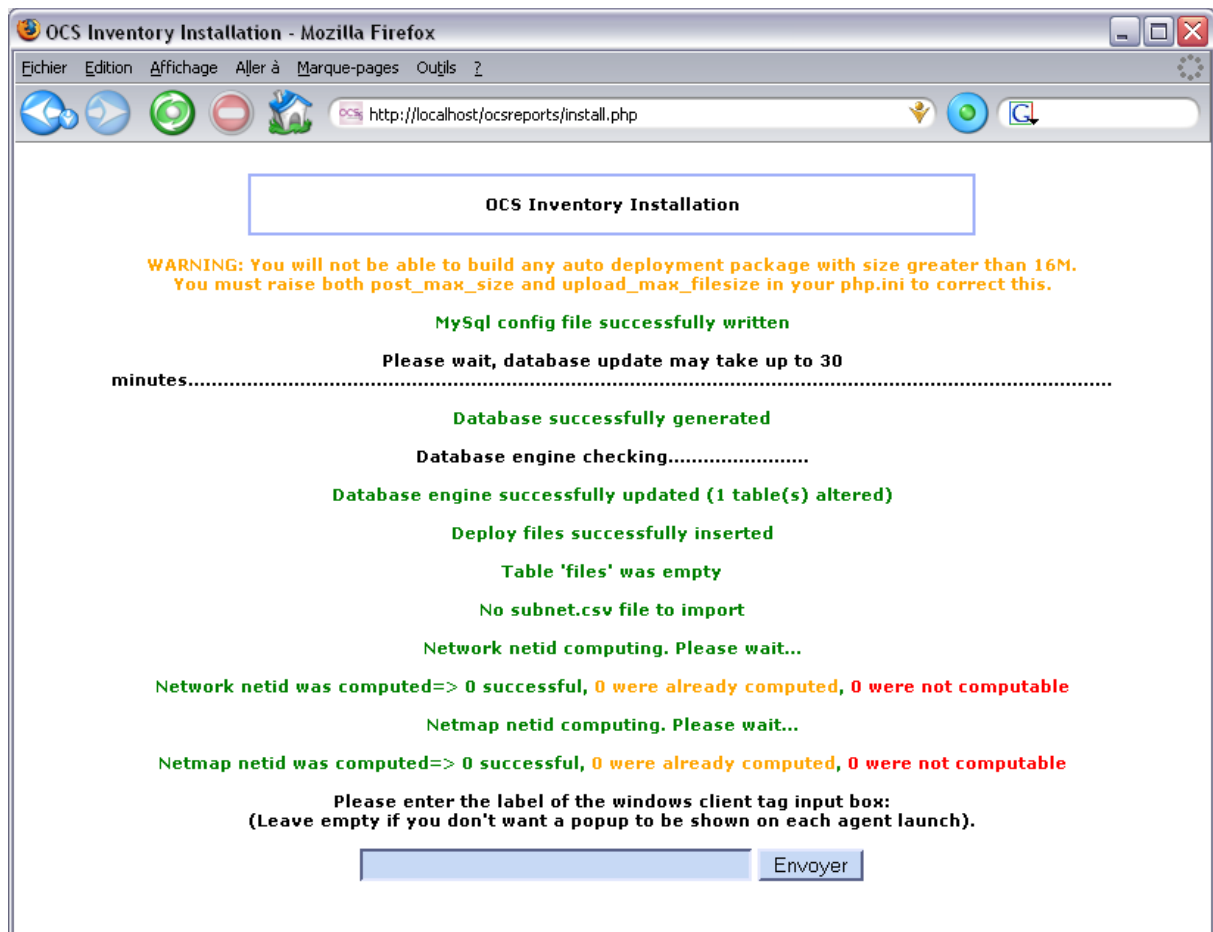 OCS Inventory Installation - Mozilla Firefox
Eichier Edition Affichage Aller à Marque-pages Outils ?
OCS http://localhost/ocsreports/install.php G
OCS Inventory Installation
WARNING: You will not be able to build any auto deployment package with size greater than 16M.
You must raise both post_max_size and upload_max_filesize in your php.ini to correct this.
MySql config file successfully written
Please wait, database update may take up to 30
minutes.............................................................................................................................................................
Database successfully generated
Database engine checking........................
Database engine successfully updated (1 table(s) altered)
Deploy files successfully inserted
Table 'files' was empty
No subnet.csv file to import
Network netid computing. Please wait...
Network netid was computed=> 0 successful, 0 were already computed, 0 were not computable
Netmap netid computing. Please wait...
Netmap netid was computed=> 0 successful, 0 were already computed, 0 were not computable
Please enter the label of the windows client tag input box:
(Leave empty if you don't want a popup to be shown on each agent launch).
Envoyer